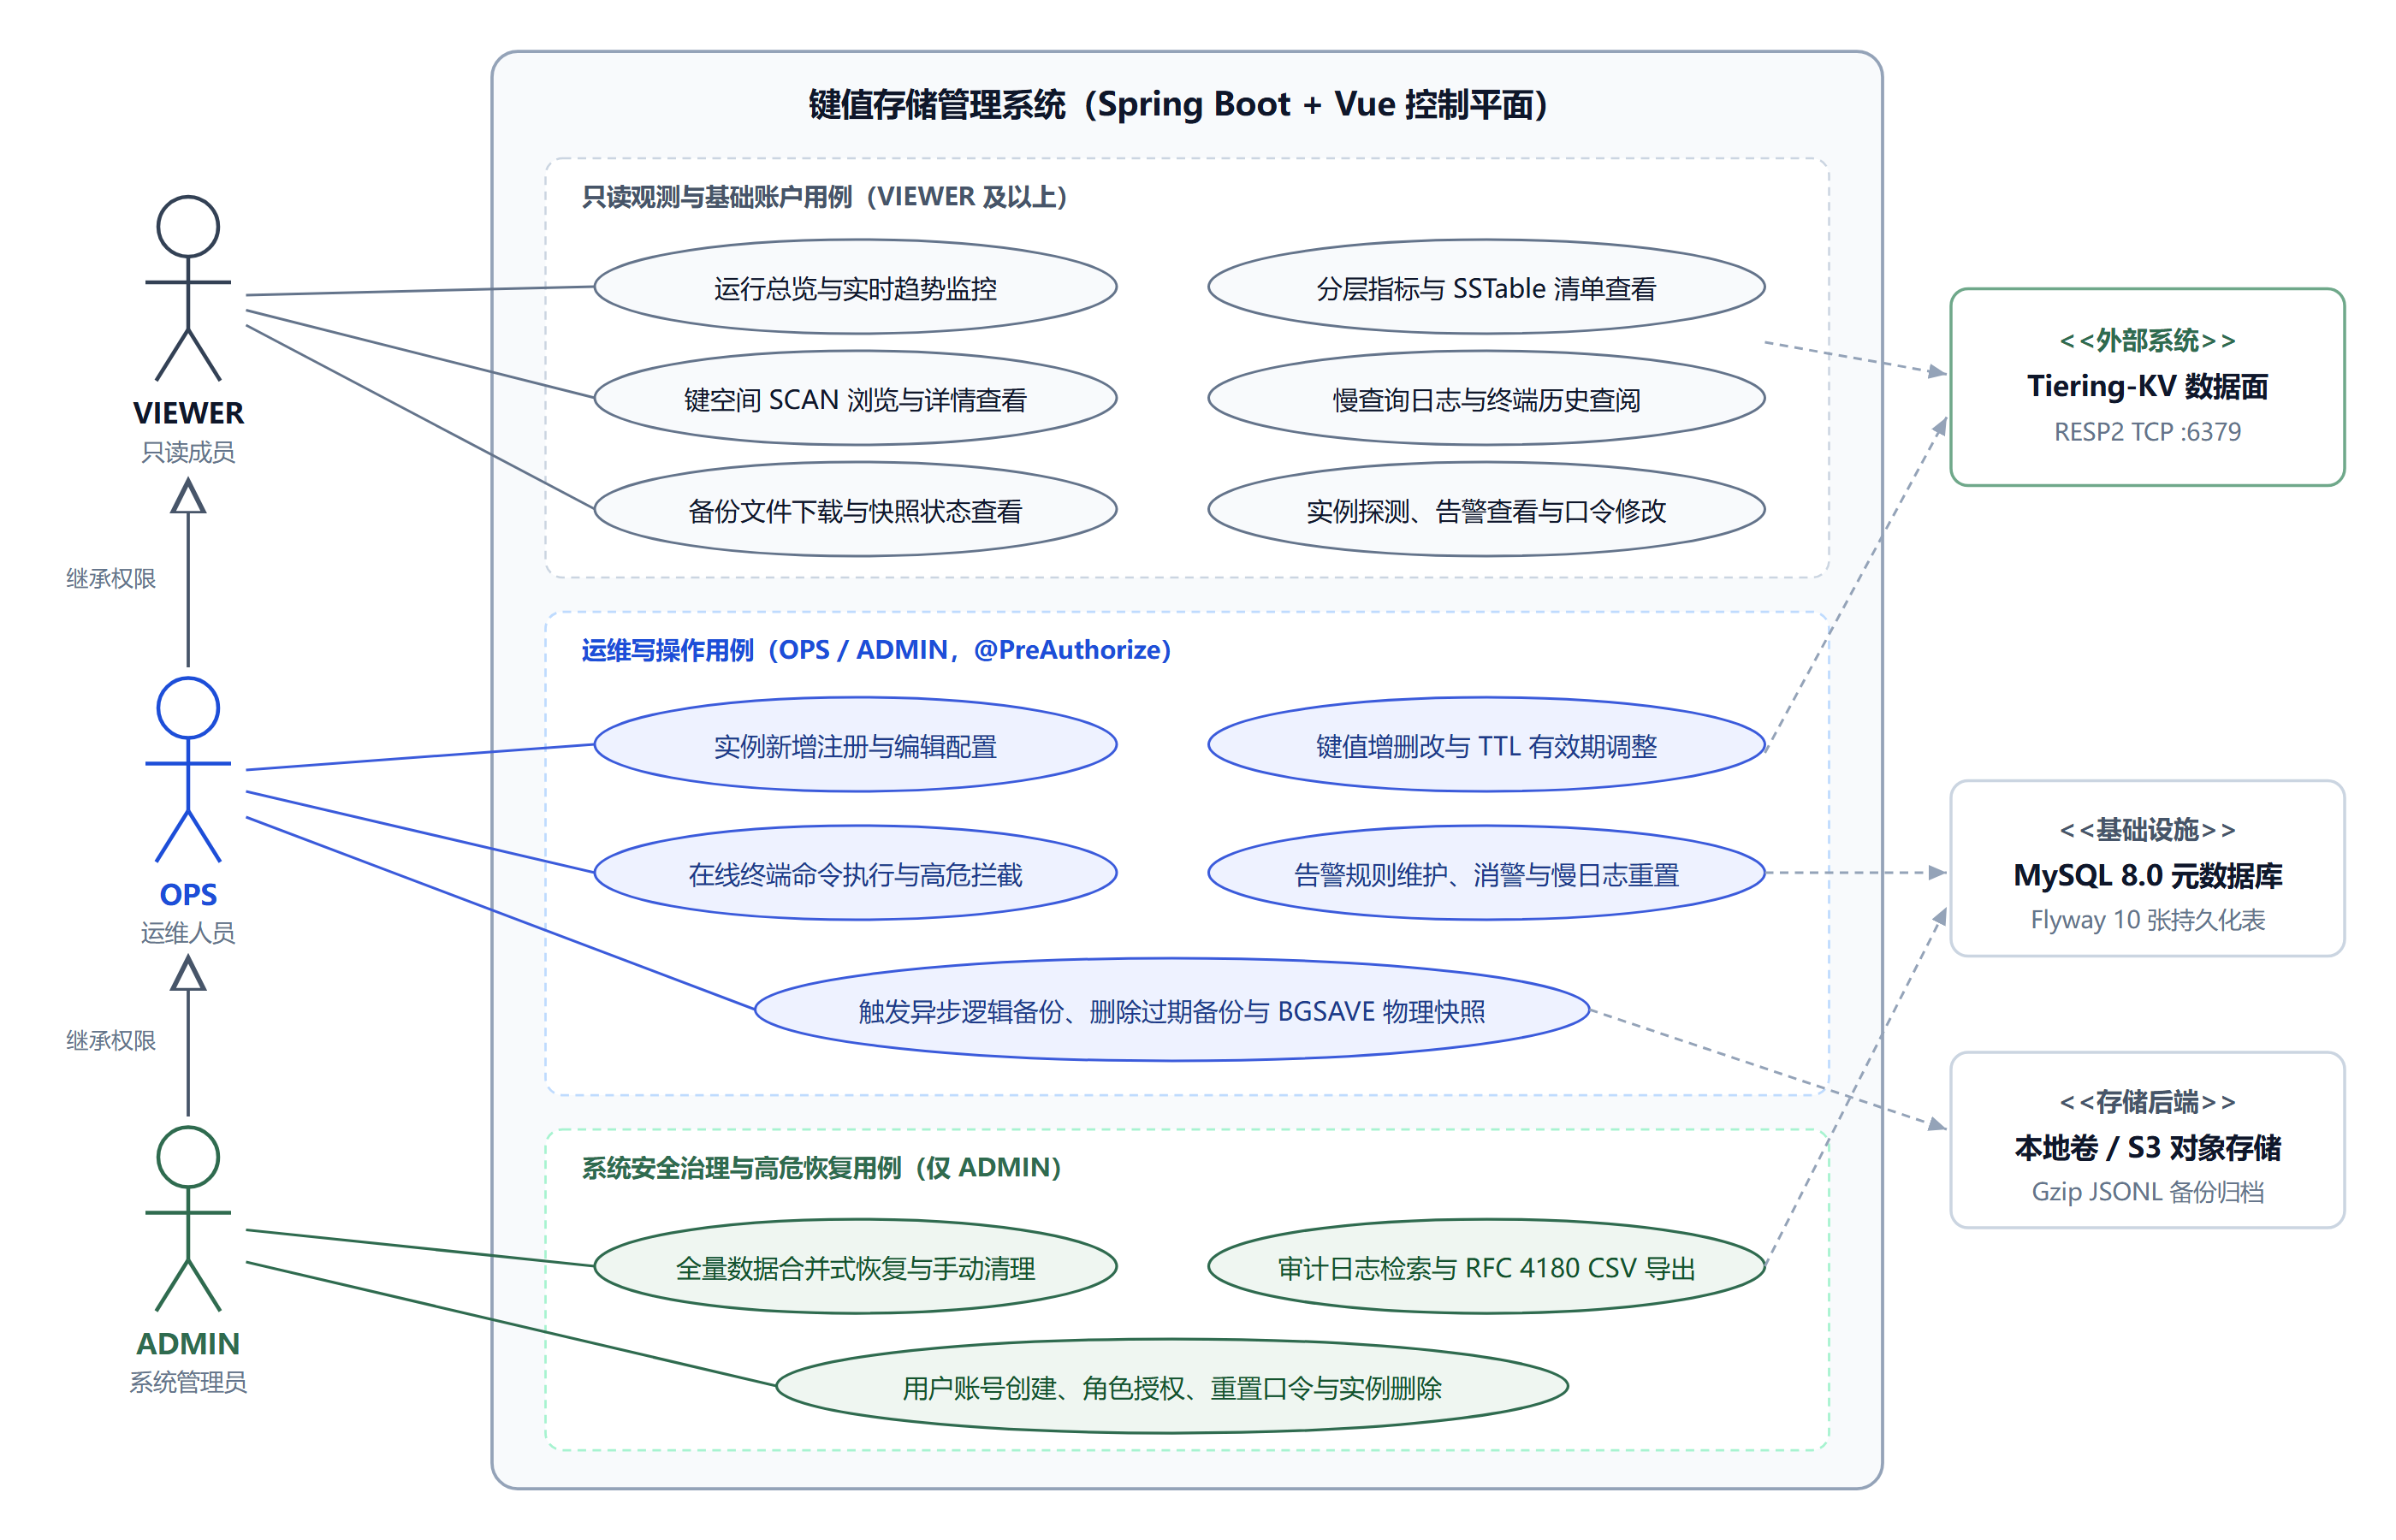 键值存储管理系统（Spring Boot + Vue 控制平面）
只读观测与基础账户用例（VIEWER 及以上）
运行总览与实时趋势监控
分层指标与 SSTable 清单查看
键空间 SCAN 浏览与详情查看
慢查询日志与终端历史查阅
备份文件下载与快照状态查看
实例探测、告警查看与口令修改
VIEWER
只读成员
继承权限
<<外部系统>>
Tiering-KV 数据面
RESP2 TCP :6379
运维写操作用例（OPS / ADMIN，@PreAuthorize）
实例新增注册与编辑配置
键值增删改与 TTL 有效期调整
在线终端命令执行与高危拦截
告警规则维护、消警与慢日志重置
触发异步逻辑备份、删除过期备份与 BGSAVE 物理快照
OPS
运维人员
继承权限
<<基础设施>>
MySQL 8.0 元数据库
Flyway 10 张持久化表
<<存储后端>>
本地卷 / S3 对象存储
Gzip JSONL 备份归档
系统安全治理与高危恢复用例（仅 ADMIN）
全量数据合并式恢复与手动清理
审计日志检索与 RFC 4180 CSV 导出
用户账号创建、角色授权、重置口令与实例删除
ADMIN
系统管理员